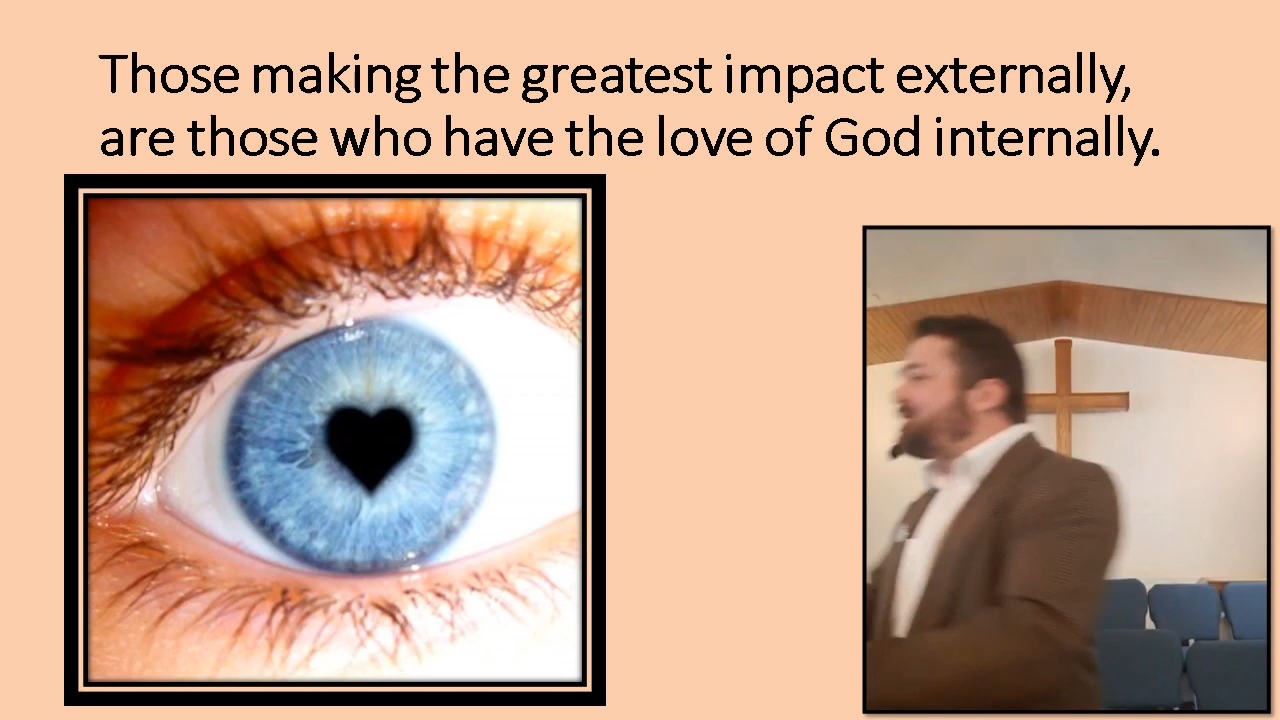 Those making the greatest impact externally,
are those who have the love of God internally.